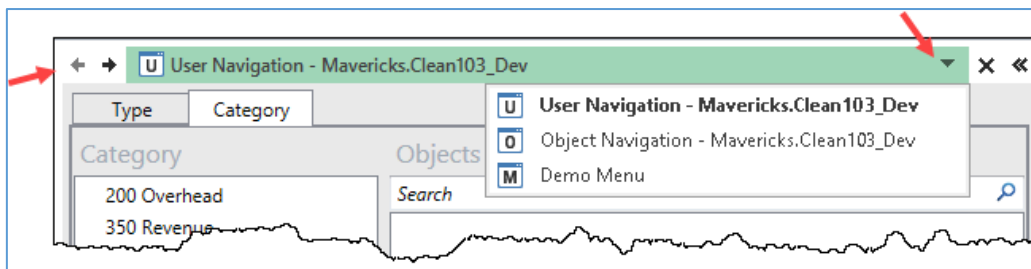 U User Navigation - Mavericks.Clean103_Dev
Type Category
U User Navigation - Mavericks.Clean103_Dev
O Object Navigation - Mavericks.Clean103_Dev
M Demo Menu
Category Objects
Search
200 Overhead
350 Revenue